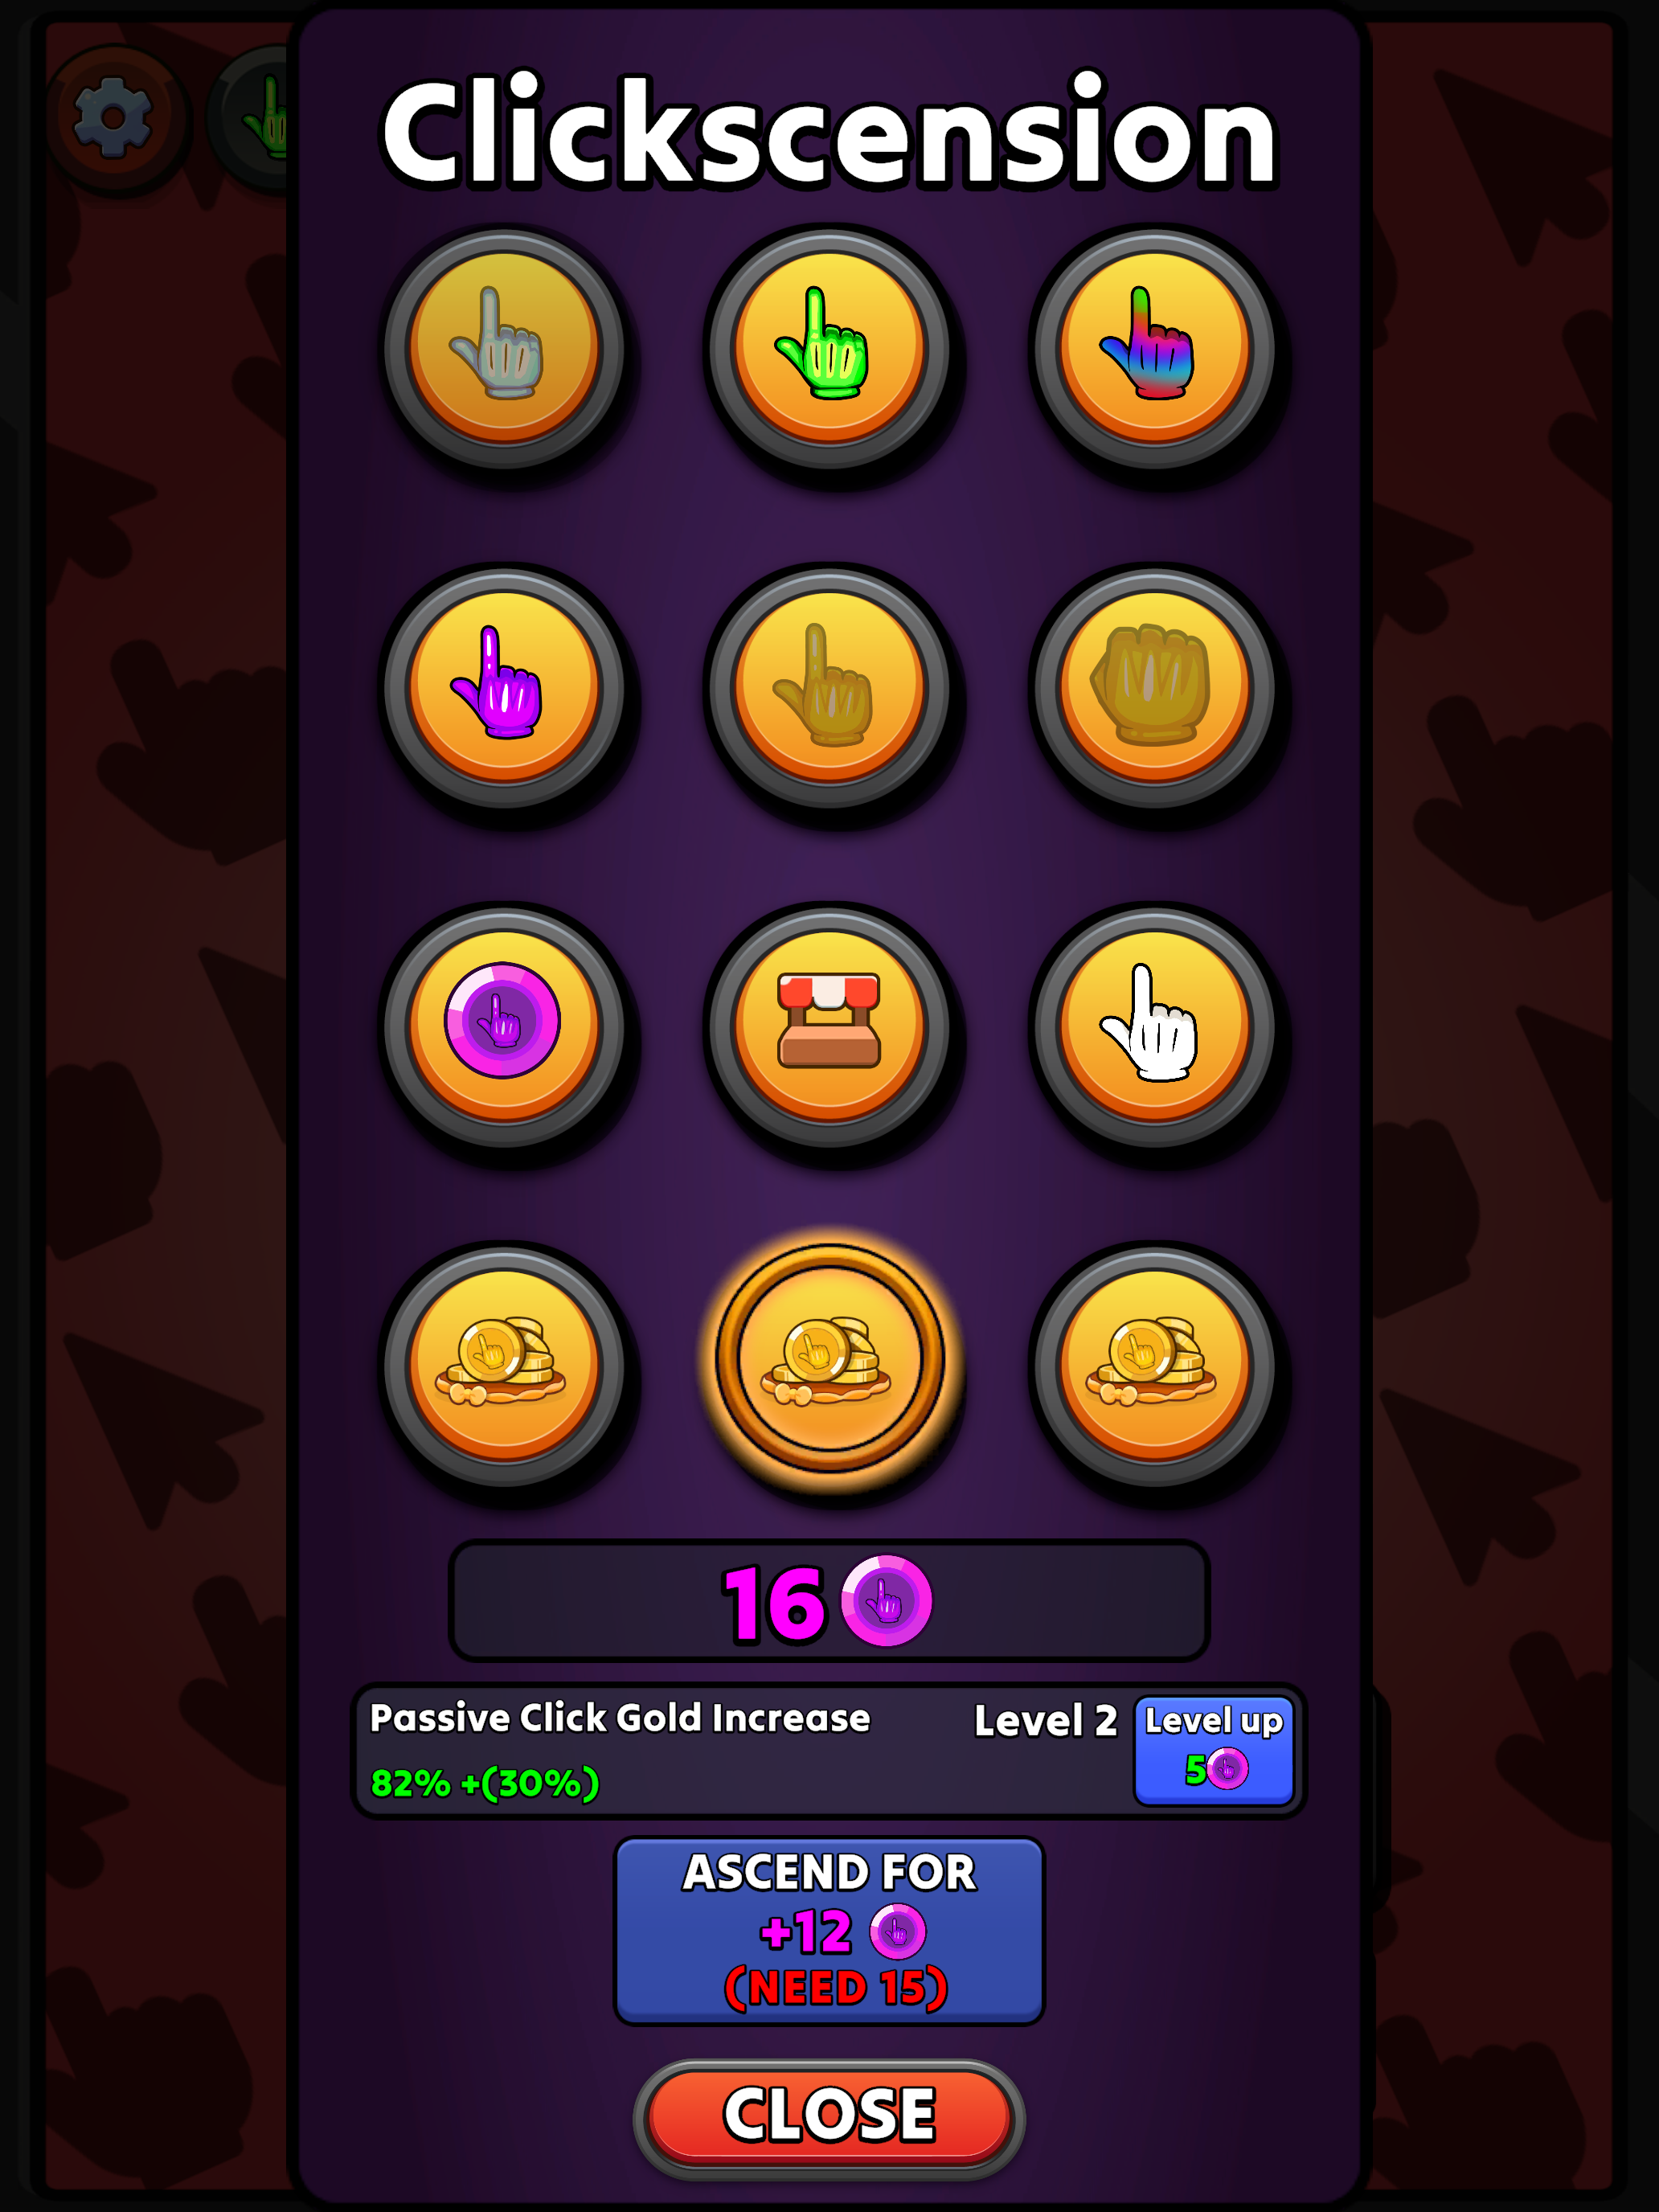 Clickscension
16
Passive Click Gold Increase
Level 2
Level up
82% +(30%)
5
ASCEND FOR
+12
(NEED 15)
CLOSE